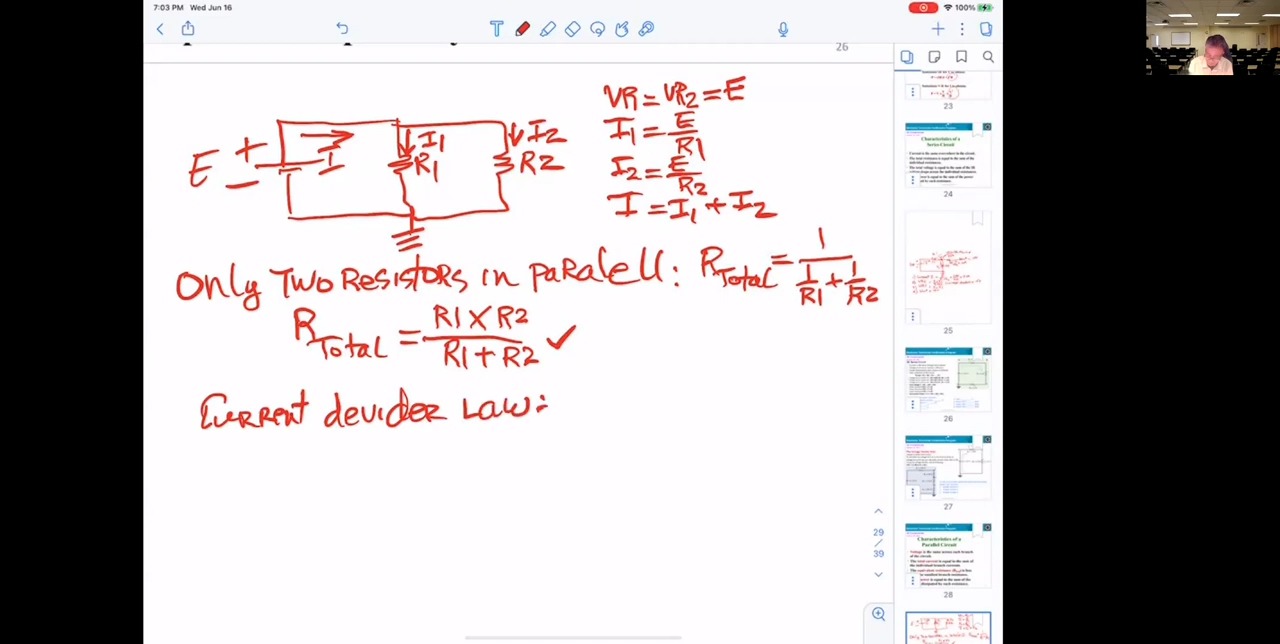 7:03 PM Wed Jun 16
100%
26
VR = VR2 = E
I1 = E/R1
I2 = E/R2
I = I1 + I2
E + −
I
I1
R1
I2
R2
Only Two Resistors in Paralell: RTotal = 1/(1/R1 + 1/R2)
RTotal = R1 X R2 / R1 + R2 ✓
Current devider Law:
29
/
39
23
Characteristics of a
Series Circuit
24
25
26
27
Characteristics of a
Parallel Circuit
28